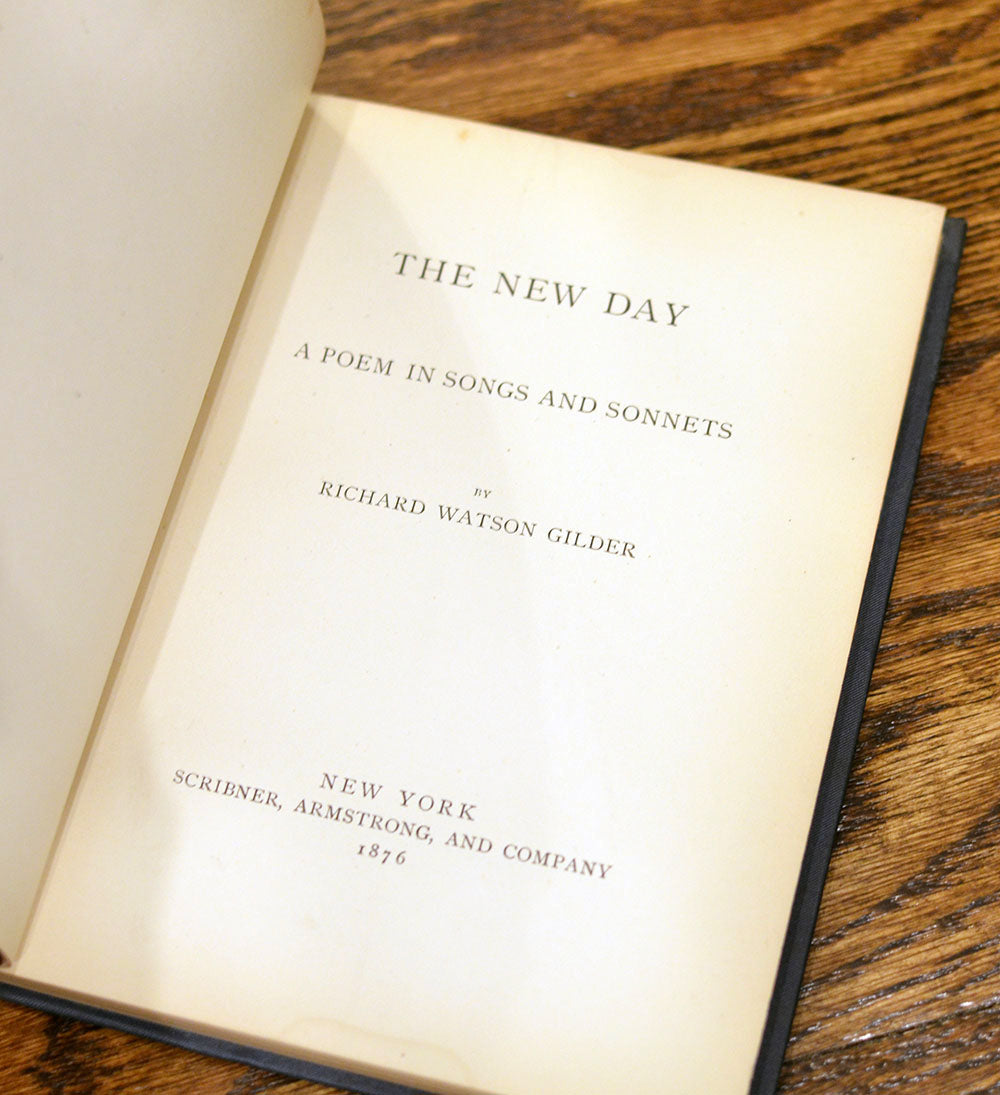 THE NEW DAY
A POEM IN SONGS AND SONNETS
BY
RICHARD WATSON GILDER
NEW YORK
SCRIBNER, ARMSTRONG, AND COMPANY
1876